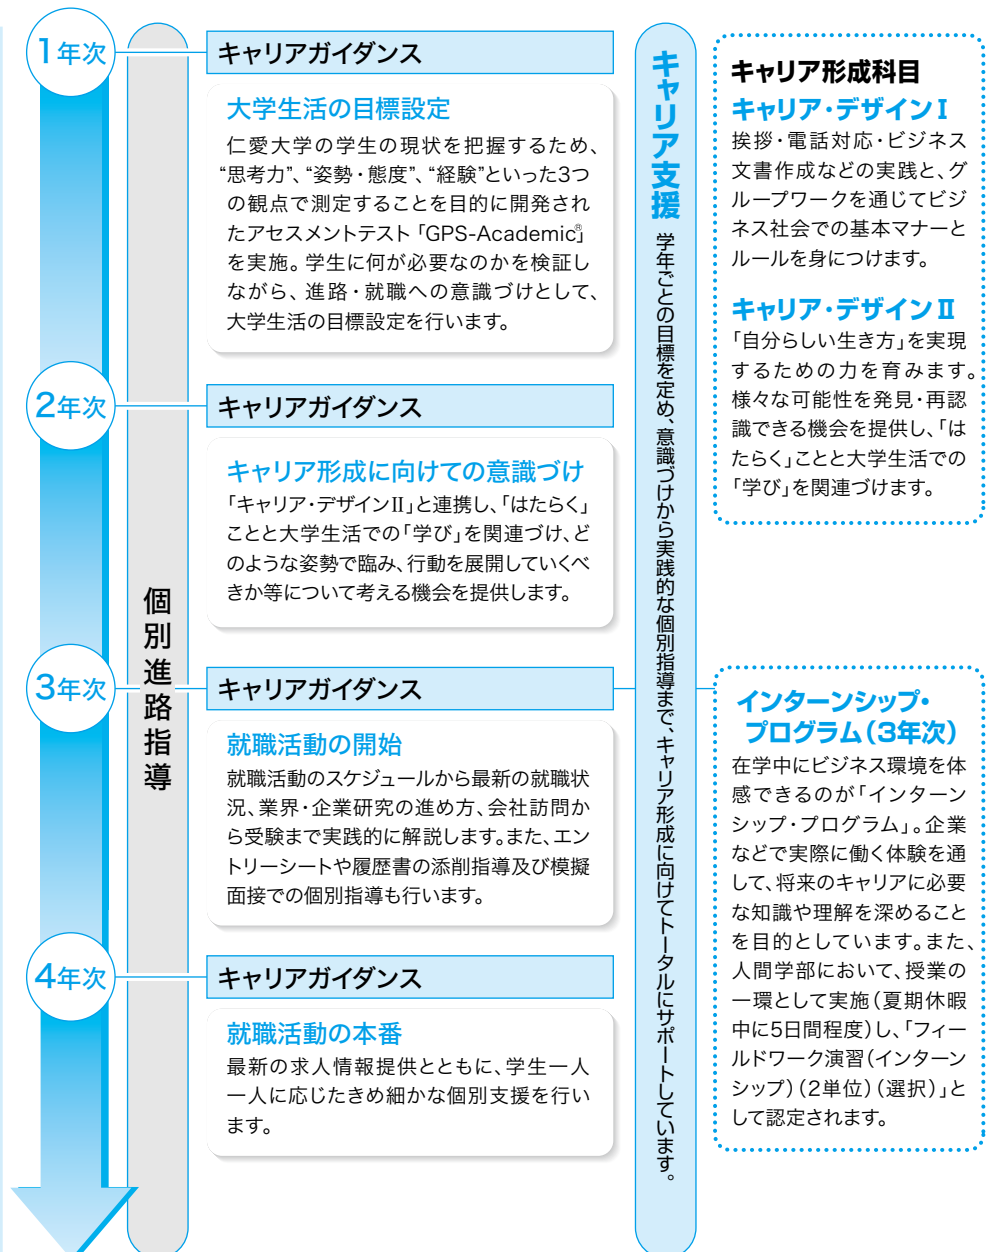 1年次
キャリアガイダンス
大学生活の目標設定
仁愛大学の学生の現状を把握するため、
“思考力”、“姿勢・態度”、“経験”といった3つ
の観点で測定することを目的に開発され
たアセスメントテスト「GPS-Academic®」
を実施。学生に何が必要なのかを検証し
ながら、進路・就職への意識づけとして、
大学生活の目標設定を行います。
2年次
キャリアガイダンス
キャリア形成に向けての意識づけ
「キャリア・デザインⅡ」と連携し、「はたらく」
ことと大学生活での「学び」を関連づけ、ど
のような姿勢で臨み、行動を展開していくべ
きか等について考える機会を提供します。
3年次
キャリアガイダンス
就職活動の開始
就職活動のスケジュールから最新の就職状
況、業界・企業研究の進め方、会社訪問か
ら受験まで実践的に解説します。また、エン
トリーシートや履歴書の添削指導及び模擬
面接での個別指導も行います。
4年次
キャリアガイダンス
就職活動の本番
最新の求人情報提供とともに、学生一人
一人に応じたきめ細かな個別支援を行い
ます。
個別進路指導
キャリア支援
学年ごとの目標を定め、意識づけから実践的な個別指導まで、キャリア形成に向けてトータルにサポートしています。
キャリア形成科目
キャリア・デザインⅠ
挨拶・電話対応・ビジネス
文書作成などの実践と、グ
ループワークを通じてビジ
ネス社会での基本マナーと
ルールを身につけます。
キャリア・デザインⅡ
「自分らしい生き方」を実現
するための力を育みます。
様々な可能性を発見・再認
識できる機会を提供し、「は
たらく」ことと大学生活での
「学び」を関連づけます。
インターンシップ・
プログラム(3年次)
在学中にビジネス環境を体
感できるのが「インターン
シップ・プログラム」。企業
などで実際に働く体験を通
して、将来のキャリアに必要
な知識や理解を深めること
を目的としています。また、
人間学部において、授業の
一環として実施(夏期休暇
中に5日間程度)し、「フィー
ルドワーク演習(インターン
シップ)(2単位)(選択)」と
して認定されます。